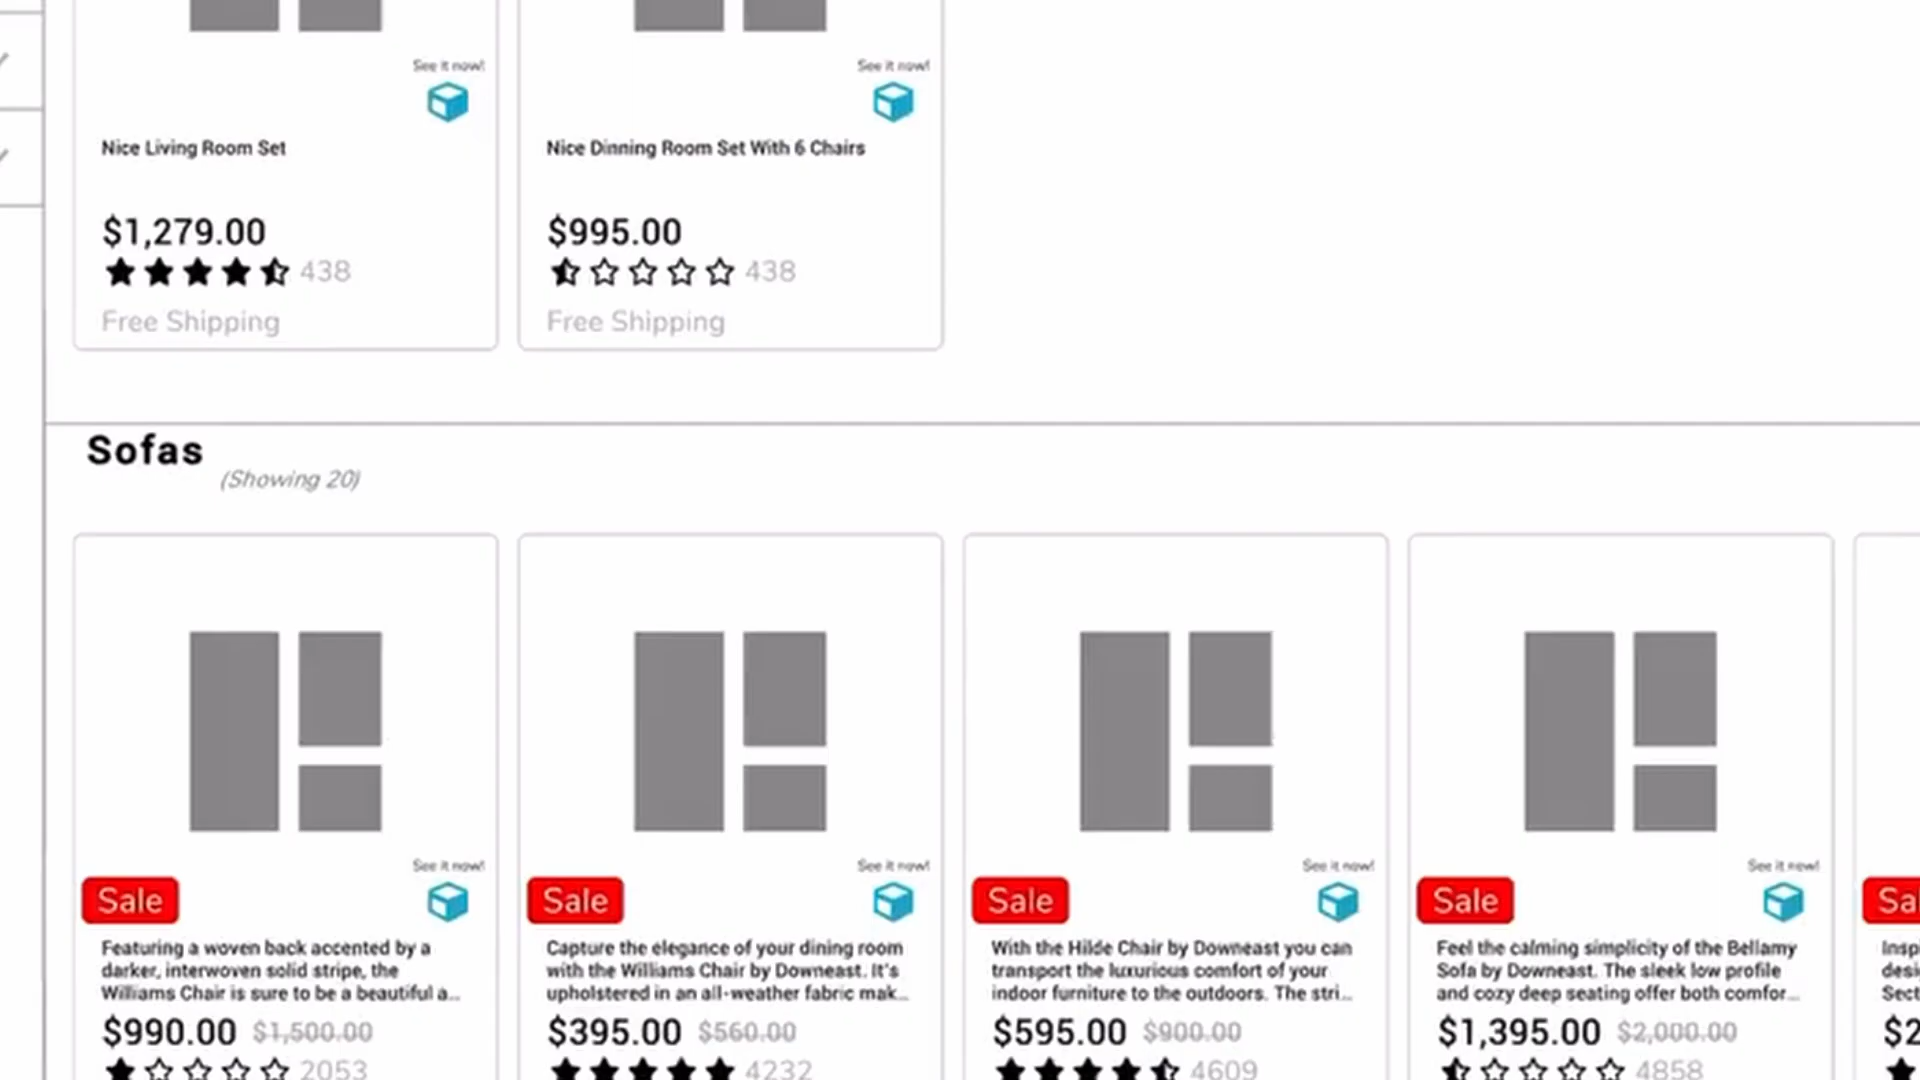 See it now!
See it now!
Nice Living Room Set
Nice Dinning Room Set With 6 Chairs
$1,279.00
$995.00
438
438
Free Shipping
Free Shipping
Sofas
(Showing 20)
See it now!
See it now!
See it now!
See it now!
Sale
Sale
Sale
Sale
Sa
Featuring a woven back accented by a
darker, interwoven solid stripe, the
Williams Chair is sure to be a beautiful a...
Capture the elegance of your dining room
with the Williams Chair by Downeast. It's
upholstered in an all-weather fabric mak...
With the Hilde Chair by Downeast you can
transport the luxurious comfort of your
indoor furniture to the outdoors. The stri...
Feel the calming simplicity of the Bellamy
Sofa by Downeast. The sleek low profile
and cozy deep seating offer both comfor...
Insp
desi
Sect
$990.00 $1,500.00
$395.00 $560.00
$595.00 $900.00
$1,395.00 $2,000.00
$2
2053
4232
4609
4858